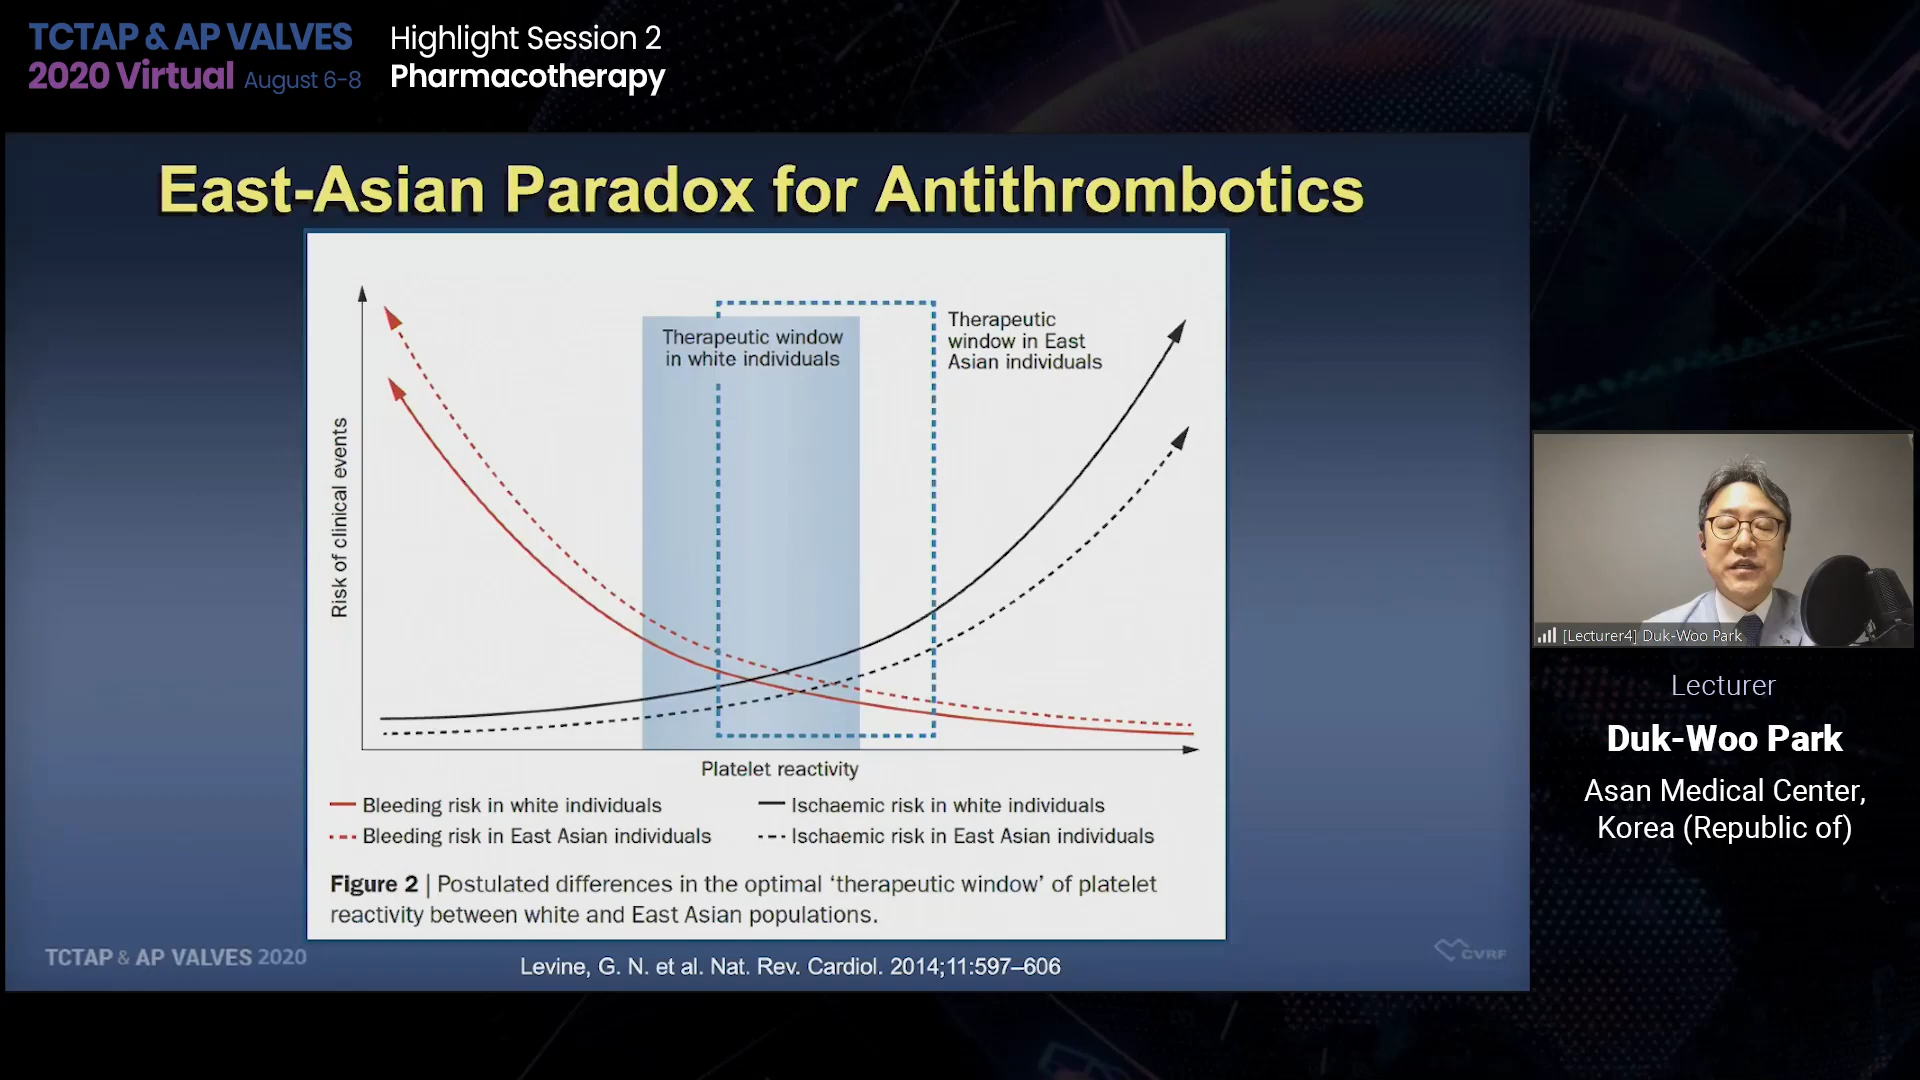 TCTAP & AP VALVES
2020 Virtual August 6-8
Highlight Session 2
Pharmacotherapy
East-Asian Paradox for Antithrombotics
Therapeutic window
in white individuals
Therapeutic
window in East
Asian individuals
Risk of clinical events
Platelet reactivity
Bleeding risk in white individuals
Ischaemic risk in white individuals
Bleeding risk in East Asian individuals
Ischaemic risk in East Asian individuals
Figure 2 | Postulated differences in the optimal ‘therapeutic window’ of platelet
reactivity between white and East Asian populations.
TCTAP & AP VALVES 2020
Levine, G. N. et al. Nat. Rev. Cardiol. 2014;11:597–606
CVRF
[Lecturer4] Duk-Woo Park
Lecturer
Duk-Woo Park
Asan Medical Center,
Korea (Republic of)